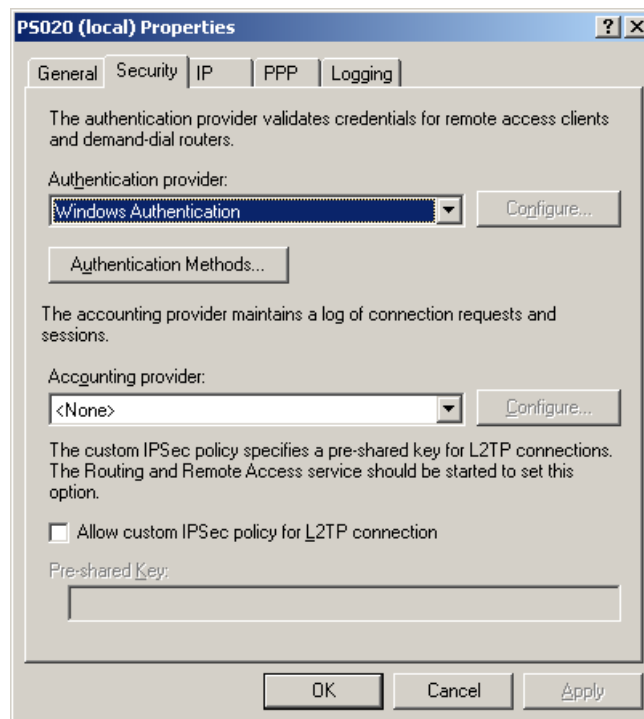 PS020 (local) Properties
General Security IP PPP Logging
The authentication provider validates credentials for remote access clients
and demand-dial routers.
Authentication provider:
Windows Authentication
Configure...
Authentication Methods...
The accounting provider maintains a log of connection requests and
sessions.
Accounting provider:
<None>
Configure...
The custom IPSec policy specifies a pre-shared key for L2TP connections.
The Routing and Remote Access service should be started to set this
option.
Allow custom IPSec policy for L2TP connection
Pre-shared Key:
OK Cancel Apply